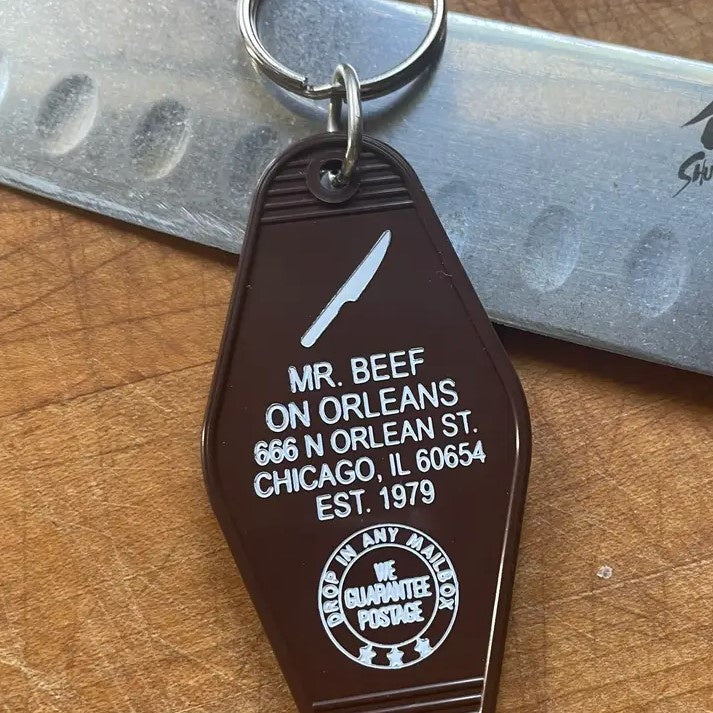 MR. BEEF
ON ORLEANS
666 N ORLEAN ST.
CHICAGO, IL 60654
EST. 1979
DROP IN ANY MAILBOX
WE
GUARANTEE
POSTAGE